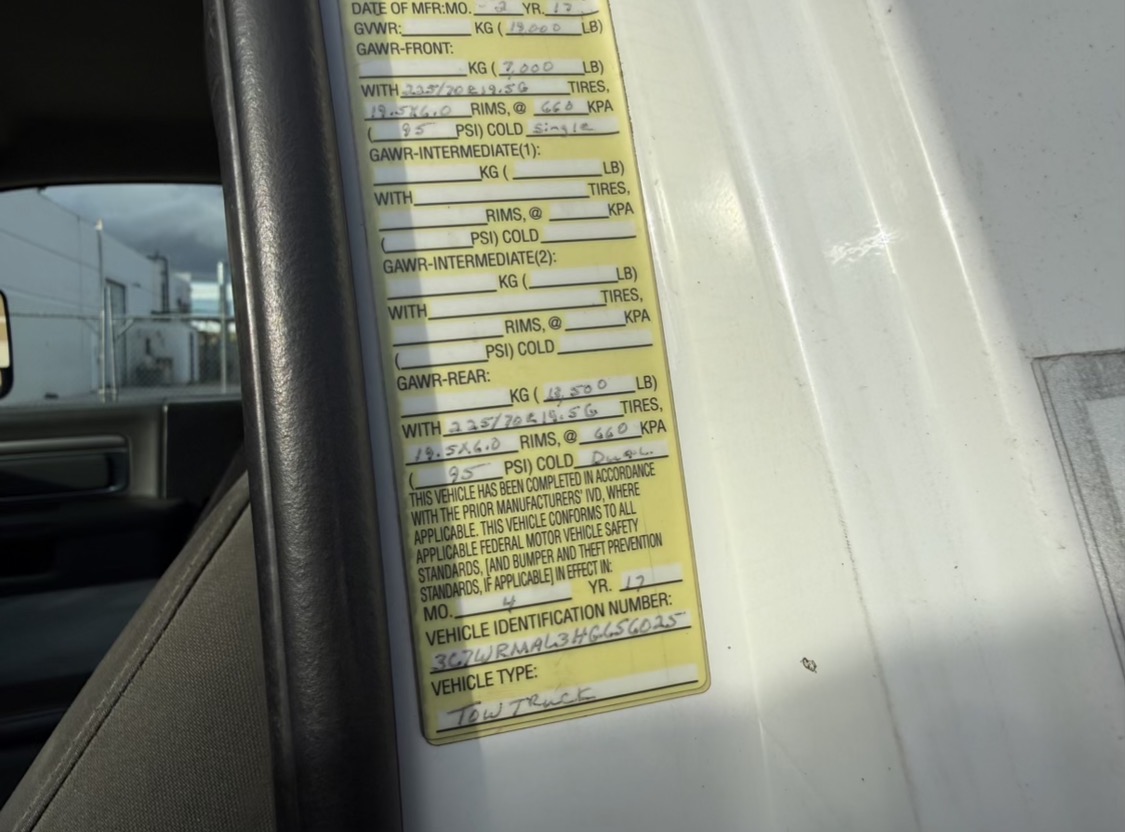 DATE OF MFR: MO. 2 YR. 17
GVWR: KG ( 18,000 LB)
GAWR-FRONT:
KG ( 7,000 LB)
WITH 225/70R19.5G TIRES,
19.5X6.0 RIMS, @ 660 KPA
( 95 PSI) COLD single
GAWR-INTERMEDIATE(1):
KG ( LB)
WITH TIRES,
RIMS, @ KPA
( PSI) COLD
GAWR-INTERMEDIATE(2):
KG ( LB)
WITH TIRES,
RIMS, @ KPA
( PSI) COLD
GAWR-REAR:
KG ( 13,500 LB)
WITH 225/70R19.5G TIRES,
19.5X6.0 RIMS, @ 660 KPA
( 95 PSI) COLD DUAL
THIS VEHICLE HAS BEEN COMPLETED IN ACCORDANCE
WITH THE PRIOR MANUFACTURERS' IVD, WHERE
APPLICABLE. THIS VEHICLE CONFORMS TO ALL
APPLICABLE FEDERAL MOTOR VEHICLE SAFETY
STANDARDS, [AND BUMPER AND THEFT PREVENTION
STANDARDS, IF APPLICABLE] IN EFFECT IN:
MO. 4 YR. 17
VEHICLE IDENTIFICATION NUMBER:
3C7WRMAL3HG656025
VEHICLE TYPE:
TOW TRUCK